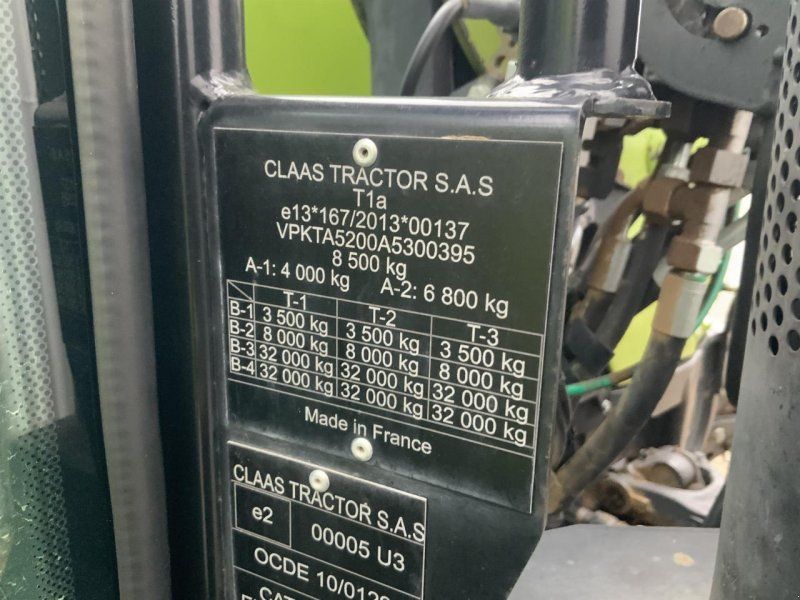 CLAAS TRACTOR S.A.S
T1a
e13*167/2013*00137
VPKTA5200A5300395
8 500 kg
A-1: 4 000 kg A-2: 6 800 kg
T-1 T-2 T-3
B-1 3 500 kg 3 500 kg 3 500 kg
B-2 8 000 kg 8 000 kg 8 000 kg
B-3 32 000 kg 32 000 kg 32 000 kg
B-4 32 000 kg 32 000 kg 32 000 kg
Made in France
CLAAS TRACTOR S.A.S
e2 00005 U3
OCDE